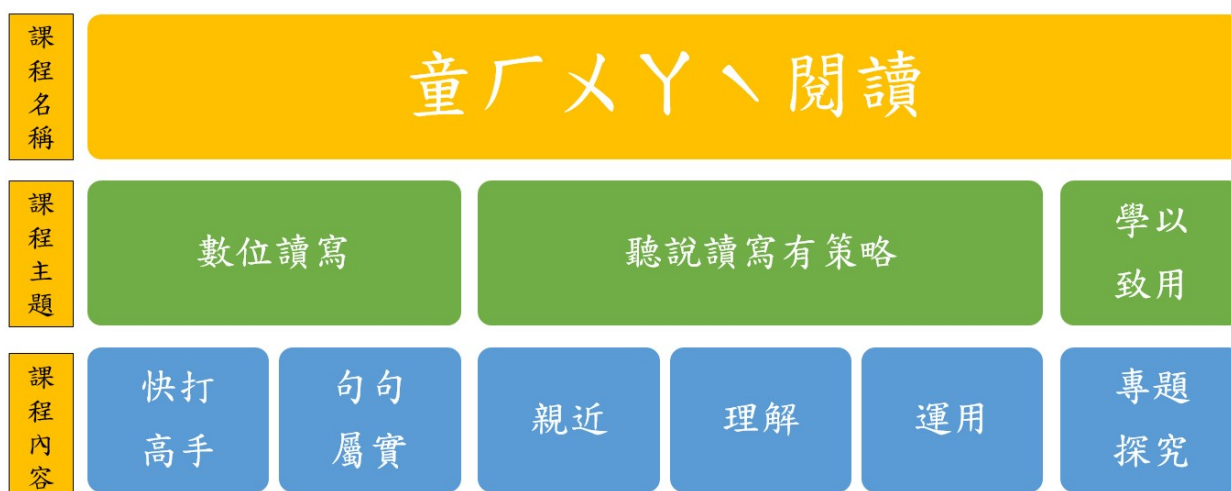 課程名稱
童ㄏㄨㄚˋ閱讀
課程主題
數位讀寫
聽說讀寫有策略
學以
致用
課程內容
快打
高手
句句
屬實
親近
理解
運用
專題
探究